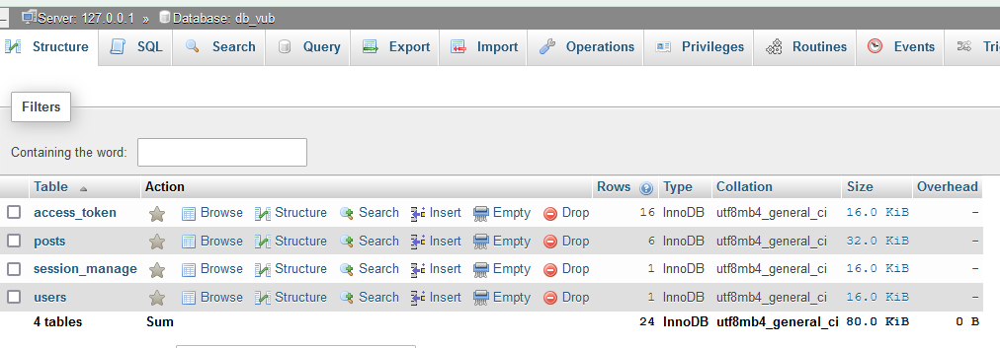 Server: 127.0.0.1 » Database: db_vub
Structure SQL Search Query Export Import Operations Privileges Routines Events
Filters
Containing the word:
Table Action Rows Type Collation Size Overhead
access_token Browse Structure Search Insert Empty Drop 16 InnoDB utf8mb4_general_ci 16.0 KiB -
posts Browse Structure Search Insert Empty Drop 6 InnoDB utf8mb4_general_ci 32.0 KiB -
session_manage Browse Structure Search Insert Empty Drop 1 InnoDB utf8mb4_general_ci 16.0 KiB -
users Browse Structure Search Insert Empty Drop 1 InnoDB utf8mb4_general_ci 16.0 KiB -
4 tables Sum 24 InnoDB utf8mb4_general_ci 80.0 KiB 0 B